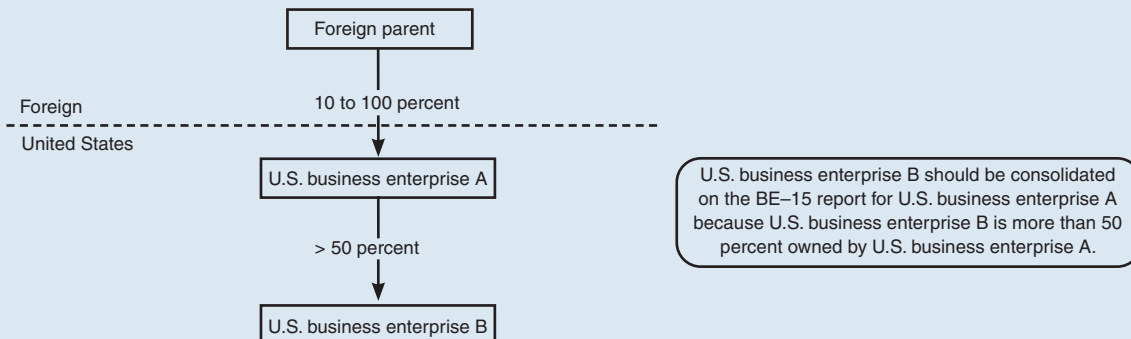 Foreign parent
10 to 100 percent
Foreign
United States
U.S. business enterprise A
> 50 percent
U.S. business enterprise B
U.S. business enterprise B should be consolidated
on the BE–15 report for U.S. business enterprise A
because U.S. business enterprise B is more than 50
percent owned by U.S. business enterprise A.